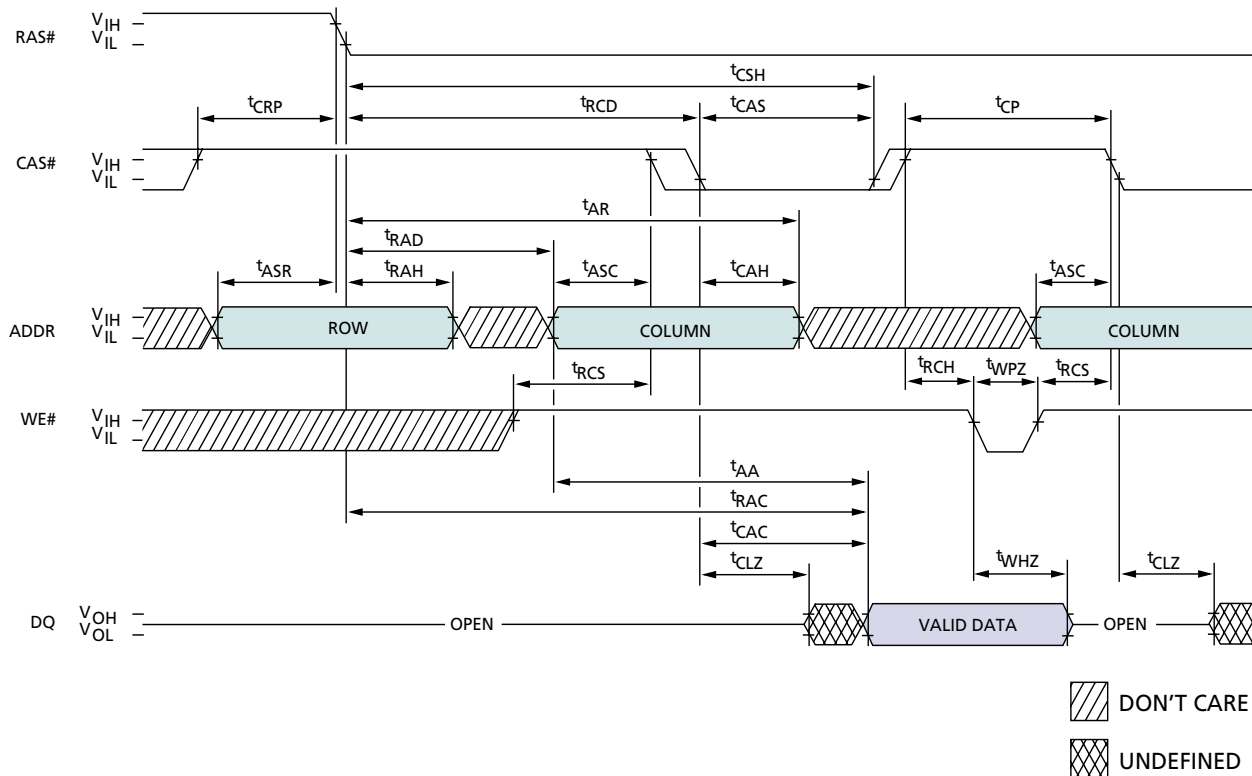 RAS#
VIH
VIL
tCSH
tCRP
tRCD
tCAS
tCP
CAS#
VIH
VIL
tAR
tRAD
tASR
tRAH
tASC
tCAH
tASC
ADDR
VIH
VIL
ROW
COLUMN
COLUMN
tRCS
tRCH
tWPZ
tRCS
WE#
VIH
VIL
tAA
tRAC
tCAC
tCLZ
tWHZ
tCLZ
DQ
VOH
VOL
OPEN
VALID DATA
OPEN
DON'T CARE
UNDEFINED